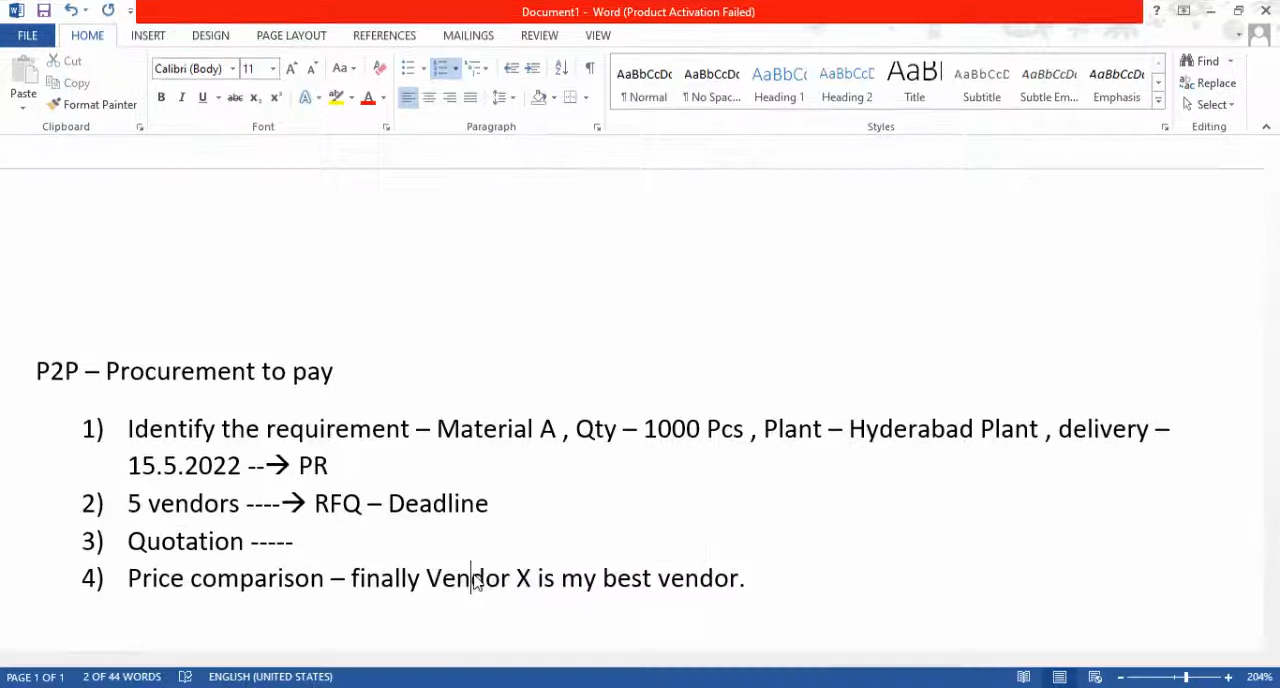 Document1 - Word (Product Activation Failed)
FILE HOME INSERT DESIGN PAGE LAYOUT REFERENCES MAILINGS REVIEW VIEW
Paste
Cut
Copy
Format Painter
Clipboard
Calibri (Body) 11
Font
Paragraph
AaBbCcDc AaBbCcDc AaBbCc AaBbCcC AaBl AaBbCcD AaBbCcDc AaBbCcDc
¶ Normal ¶ No Spac... Heading 1 Heading 2 Title Subtitle Subtle Em... Emphasis
Styles
Find
Replace
Select
Editing
P2P – Procurement to pay
1) Identify the requirement – Material A , Qty – 1000 Pcs , Plant – Hyderabad Plant , delivery –
15.5.2022 --→ PR
2) 5 vendors ----→ RFQ – Deadline
3) Quotation -----
4) Price comparison – finally Vendor X is my best vendor.
PAGE 1 OF 1 2 OF 44 WORDS ENGLISH (UNITED STATES) 204%